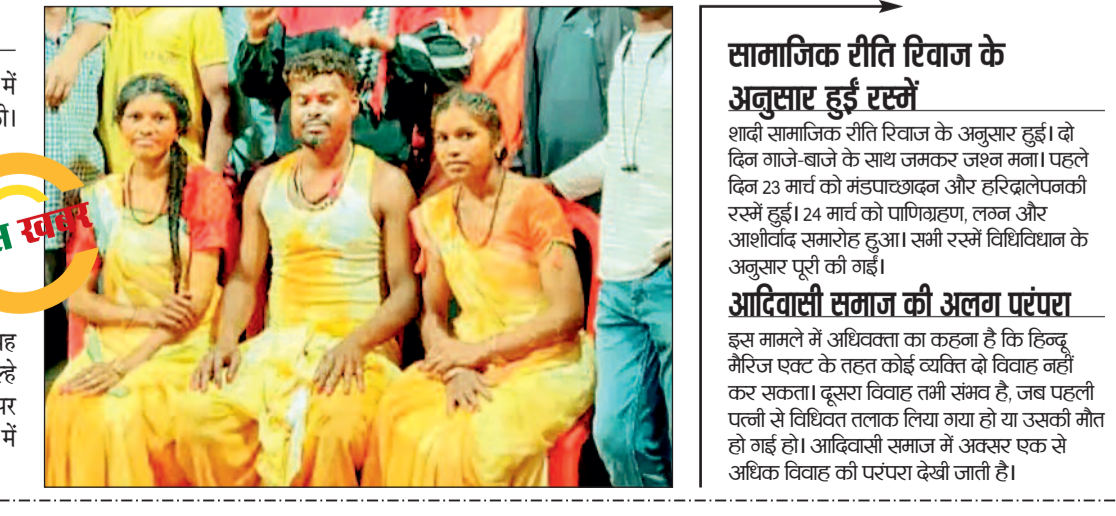 में
ी।
स खबर
ह
ल्हे
पर
में
सामाजिक रीति रिवाज के
अनुसार हुईं रस्में
शादी सामाजिक रीति रिवाज के अनुसार हुई। दो
दिन गाजे-बाजे के साथ जमकर जश्न मना। पहले
दिन 23 मार्च को मंडपाच्छादन और हरिद्रालेपनकी
रस्में हुई। 24 मार्च को पाणिग्रहण, लग्न और
आशीर्वाद समारोह हुआ। सभी रस्में विधिविधान के
अनुसार पूरी की गईं।
आदिवासी समाज की अलग परंपरा
इस मामले में अधिवक्ता का कहना है कि हिन्दू
मैरिज एक्ट के तहत कोई व्यक्ति दो विवाह नहीं
कर सकता। दूसरा विवाह तभी संभव है, जब पहली
पत्नी से विधिवत तलाक लिया गया हो या उसकी मौत
हो गई हो। आदिवासी समाज में अक्सर एक से
अधिक विवाह की परंपरा देखी जाती है।